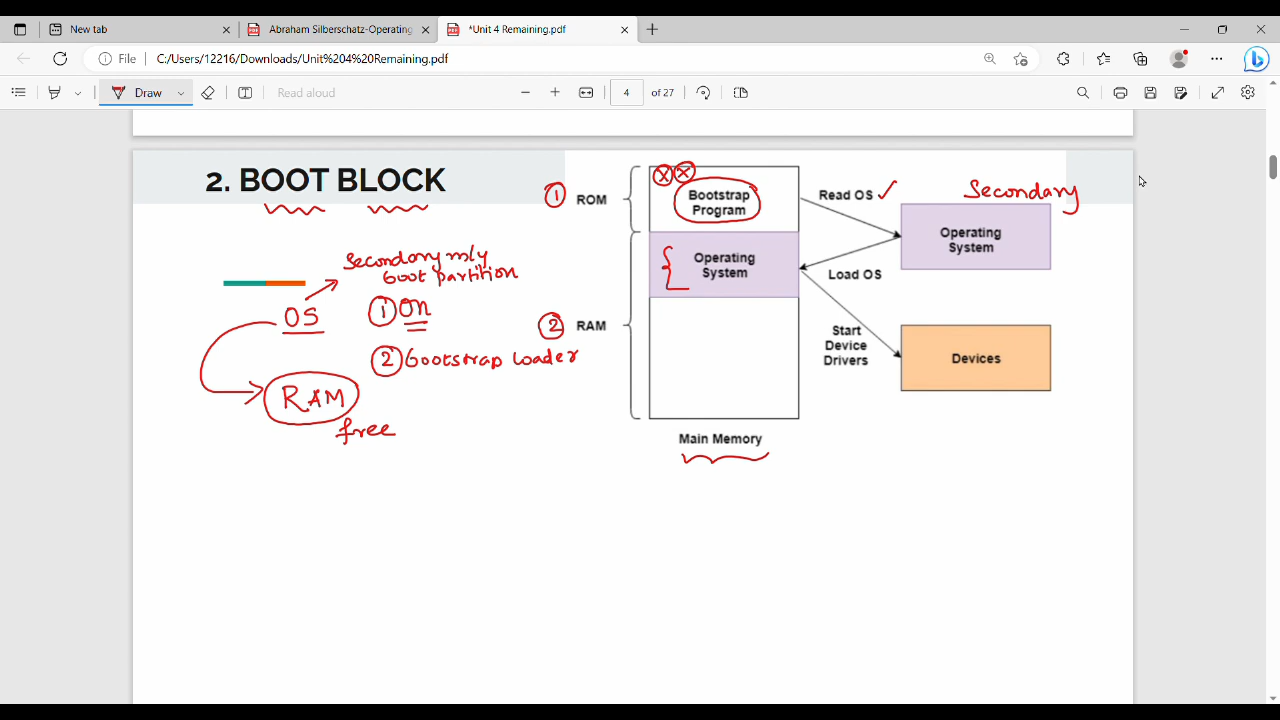 New tab
Abraham Silberschatz-Operating
*Unit 4 Remaining.pdf
File
C:/Users/12216/Downloads/Unit%204%20Remaining.pdf
Draw
Read aloud
4
of 27
2. BOOT BLOCK
Secondary mly
boot partition
OS
① On
② bootstrap loader
RAM
free
① ROM
② RAM
Bootstrap
Program
Operating
System
Main Memory
Read OS ✓
Load OS
Start
Device
Drivers
Secondary
Operating
System
Devices